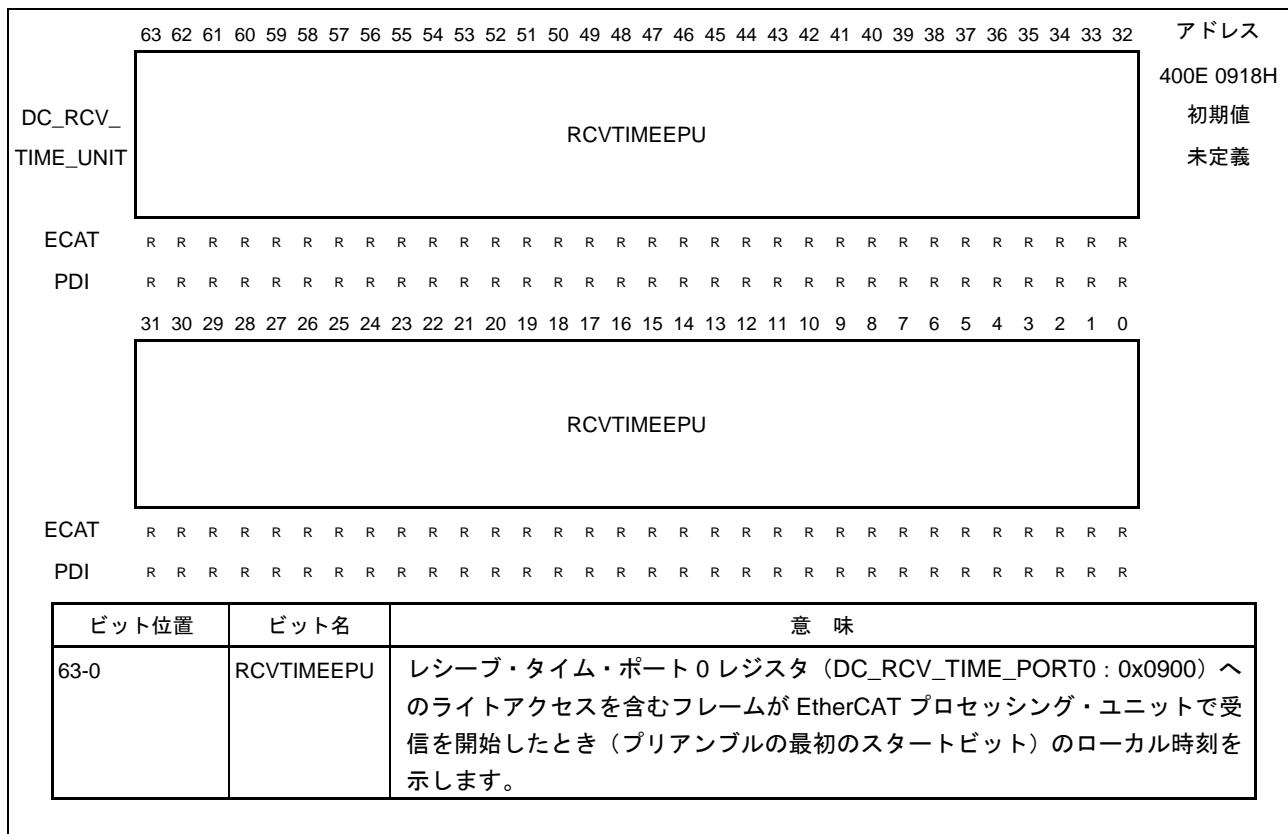 63 62 61 60 59 58 57 56 55 54 53 52 51 50 49 48 47 46 45 44 43 42 41 40 39 38 37 36 35 34 33 32 アドレス
400E 0918H
DC_RCV_ 初期値
RCVTIMEEPU
TIME_UNIT 未定義
ECAT R R R R R R R R R R R R R R R R R R R R R R R R R R R R R R R R
PDI R R R R R R R R R R R R R R R R R R R R R R R R R R R R R R R R
31 30 29 28 27 26 25 24 23 22 21 20 19 18 17 16 15 14 13 12 11 10 9 8 7 6 5 4 3 2 1 0
RCVTIMEEPU
ECAT R R R R R R R R R R R R R R R R R R R R R R R R R R R R R R R R
PDI R R R R R R R R R R R R R R R R R R R R R R R R R R R R R R R R
ビット位置 ビット名 意 味
63-0 RCVTIMEEPU レシーブ・タイム・ポート 0 レジスタ（DC_RCV_TIME_PORT0 : 0x0900）へ
のライトアクセスを含むフレームが EtherCAT プロセッシング・ユニットで受
信を開始したとき（プリアンブルの最初のスタートビット）のローカル時刻を
示します。